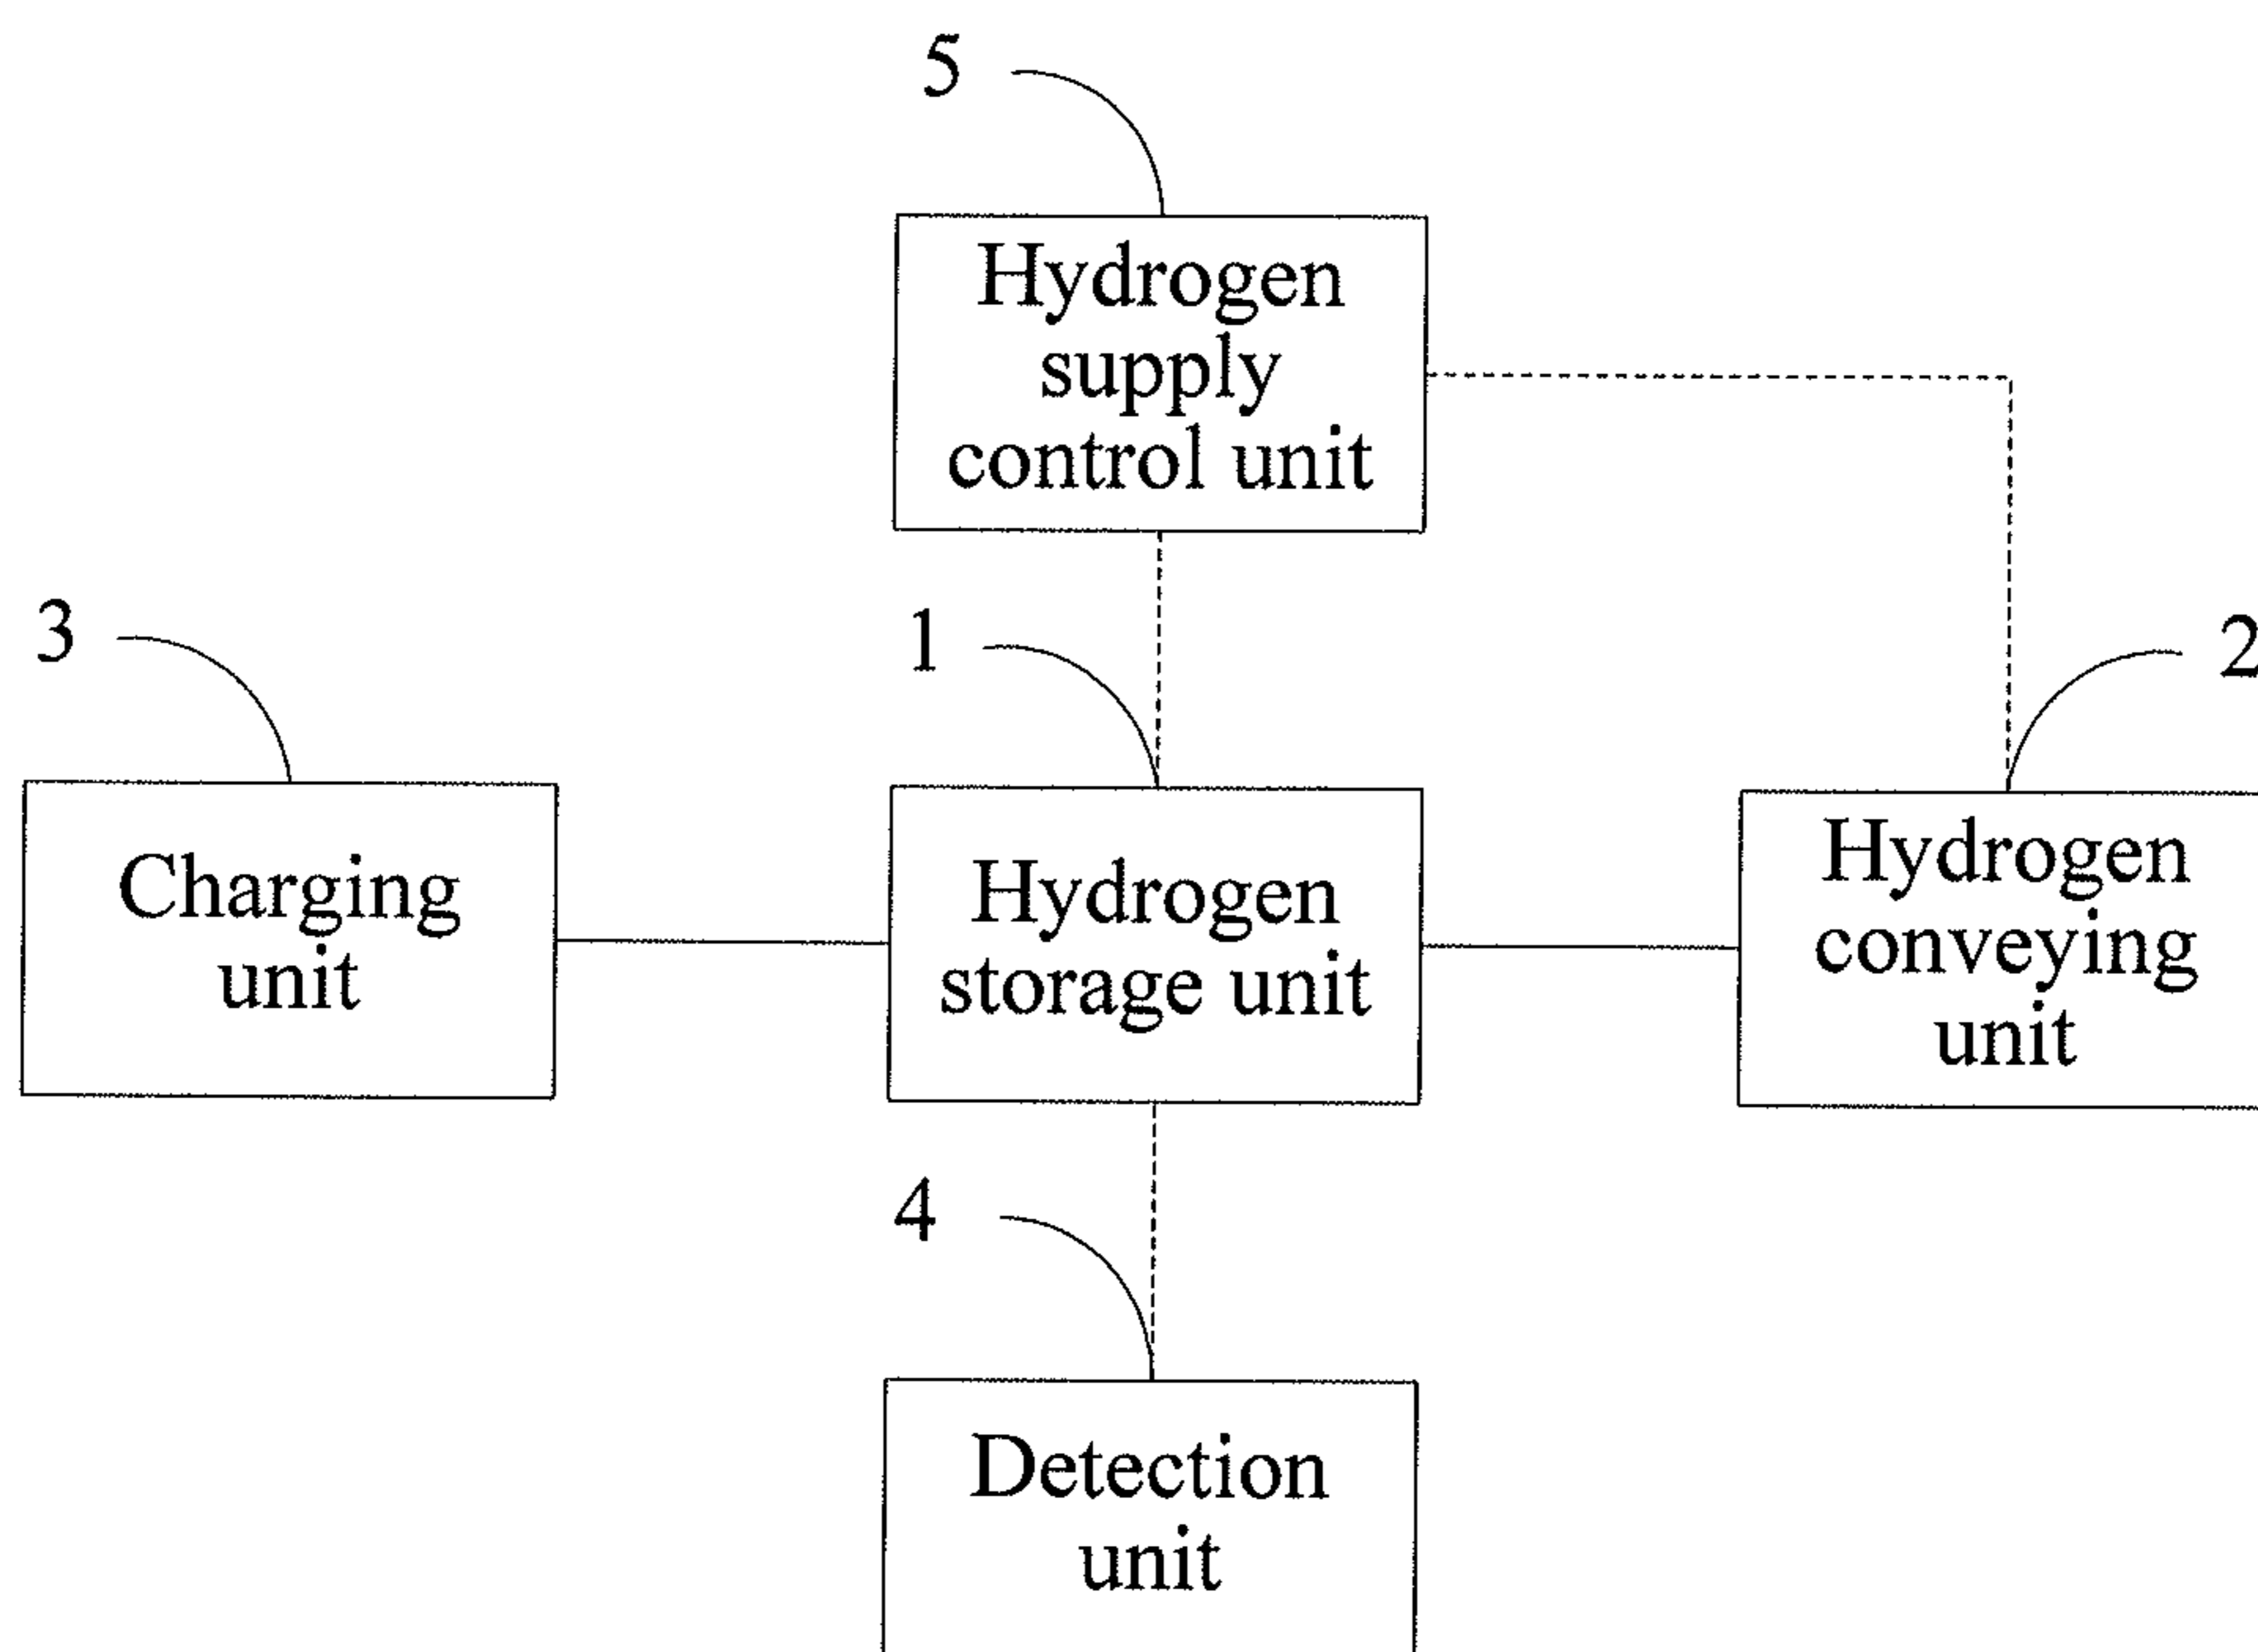 5
Hydrogen
supply
control unit
3
1
2
Charging
unit
Hydrogen
storage unit
Hydrogen
conveying
unit
4
Detection
unit